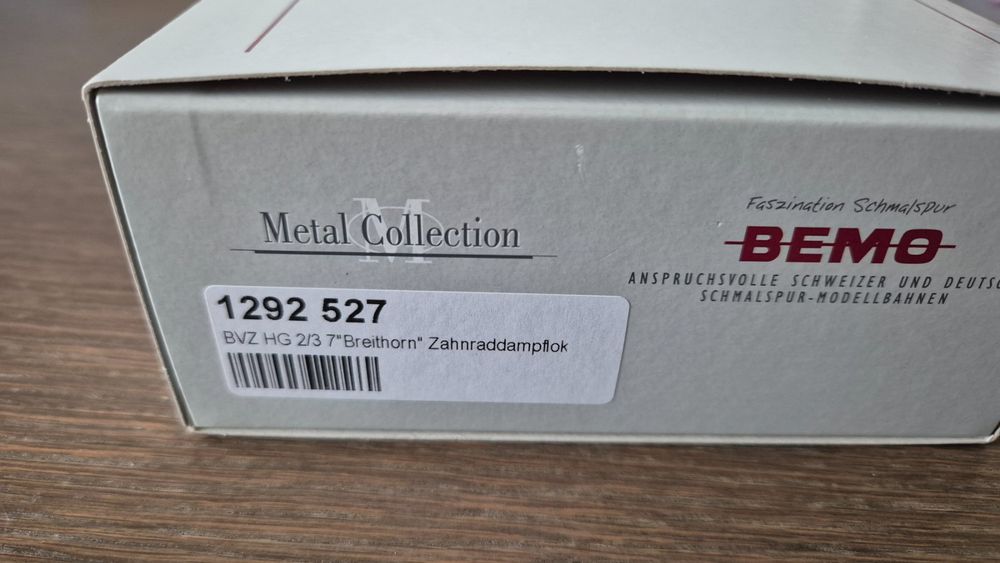 Metal Collection
Faszination Schmalspur
BEMO
ANSPRUCHSVOLLE SCHWEIZER UND
SCHMALSPUR-MODELLBAHNEN
1292 527
BVZ HG 2/3 7"Breithorn" Zahnraddampflok